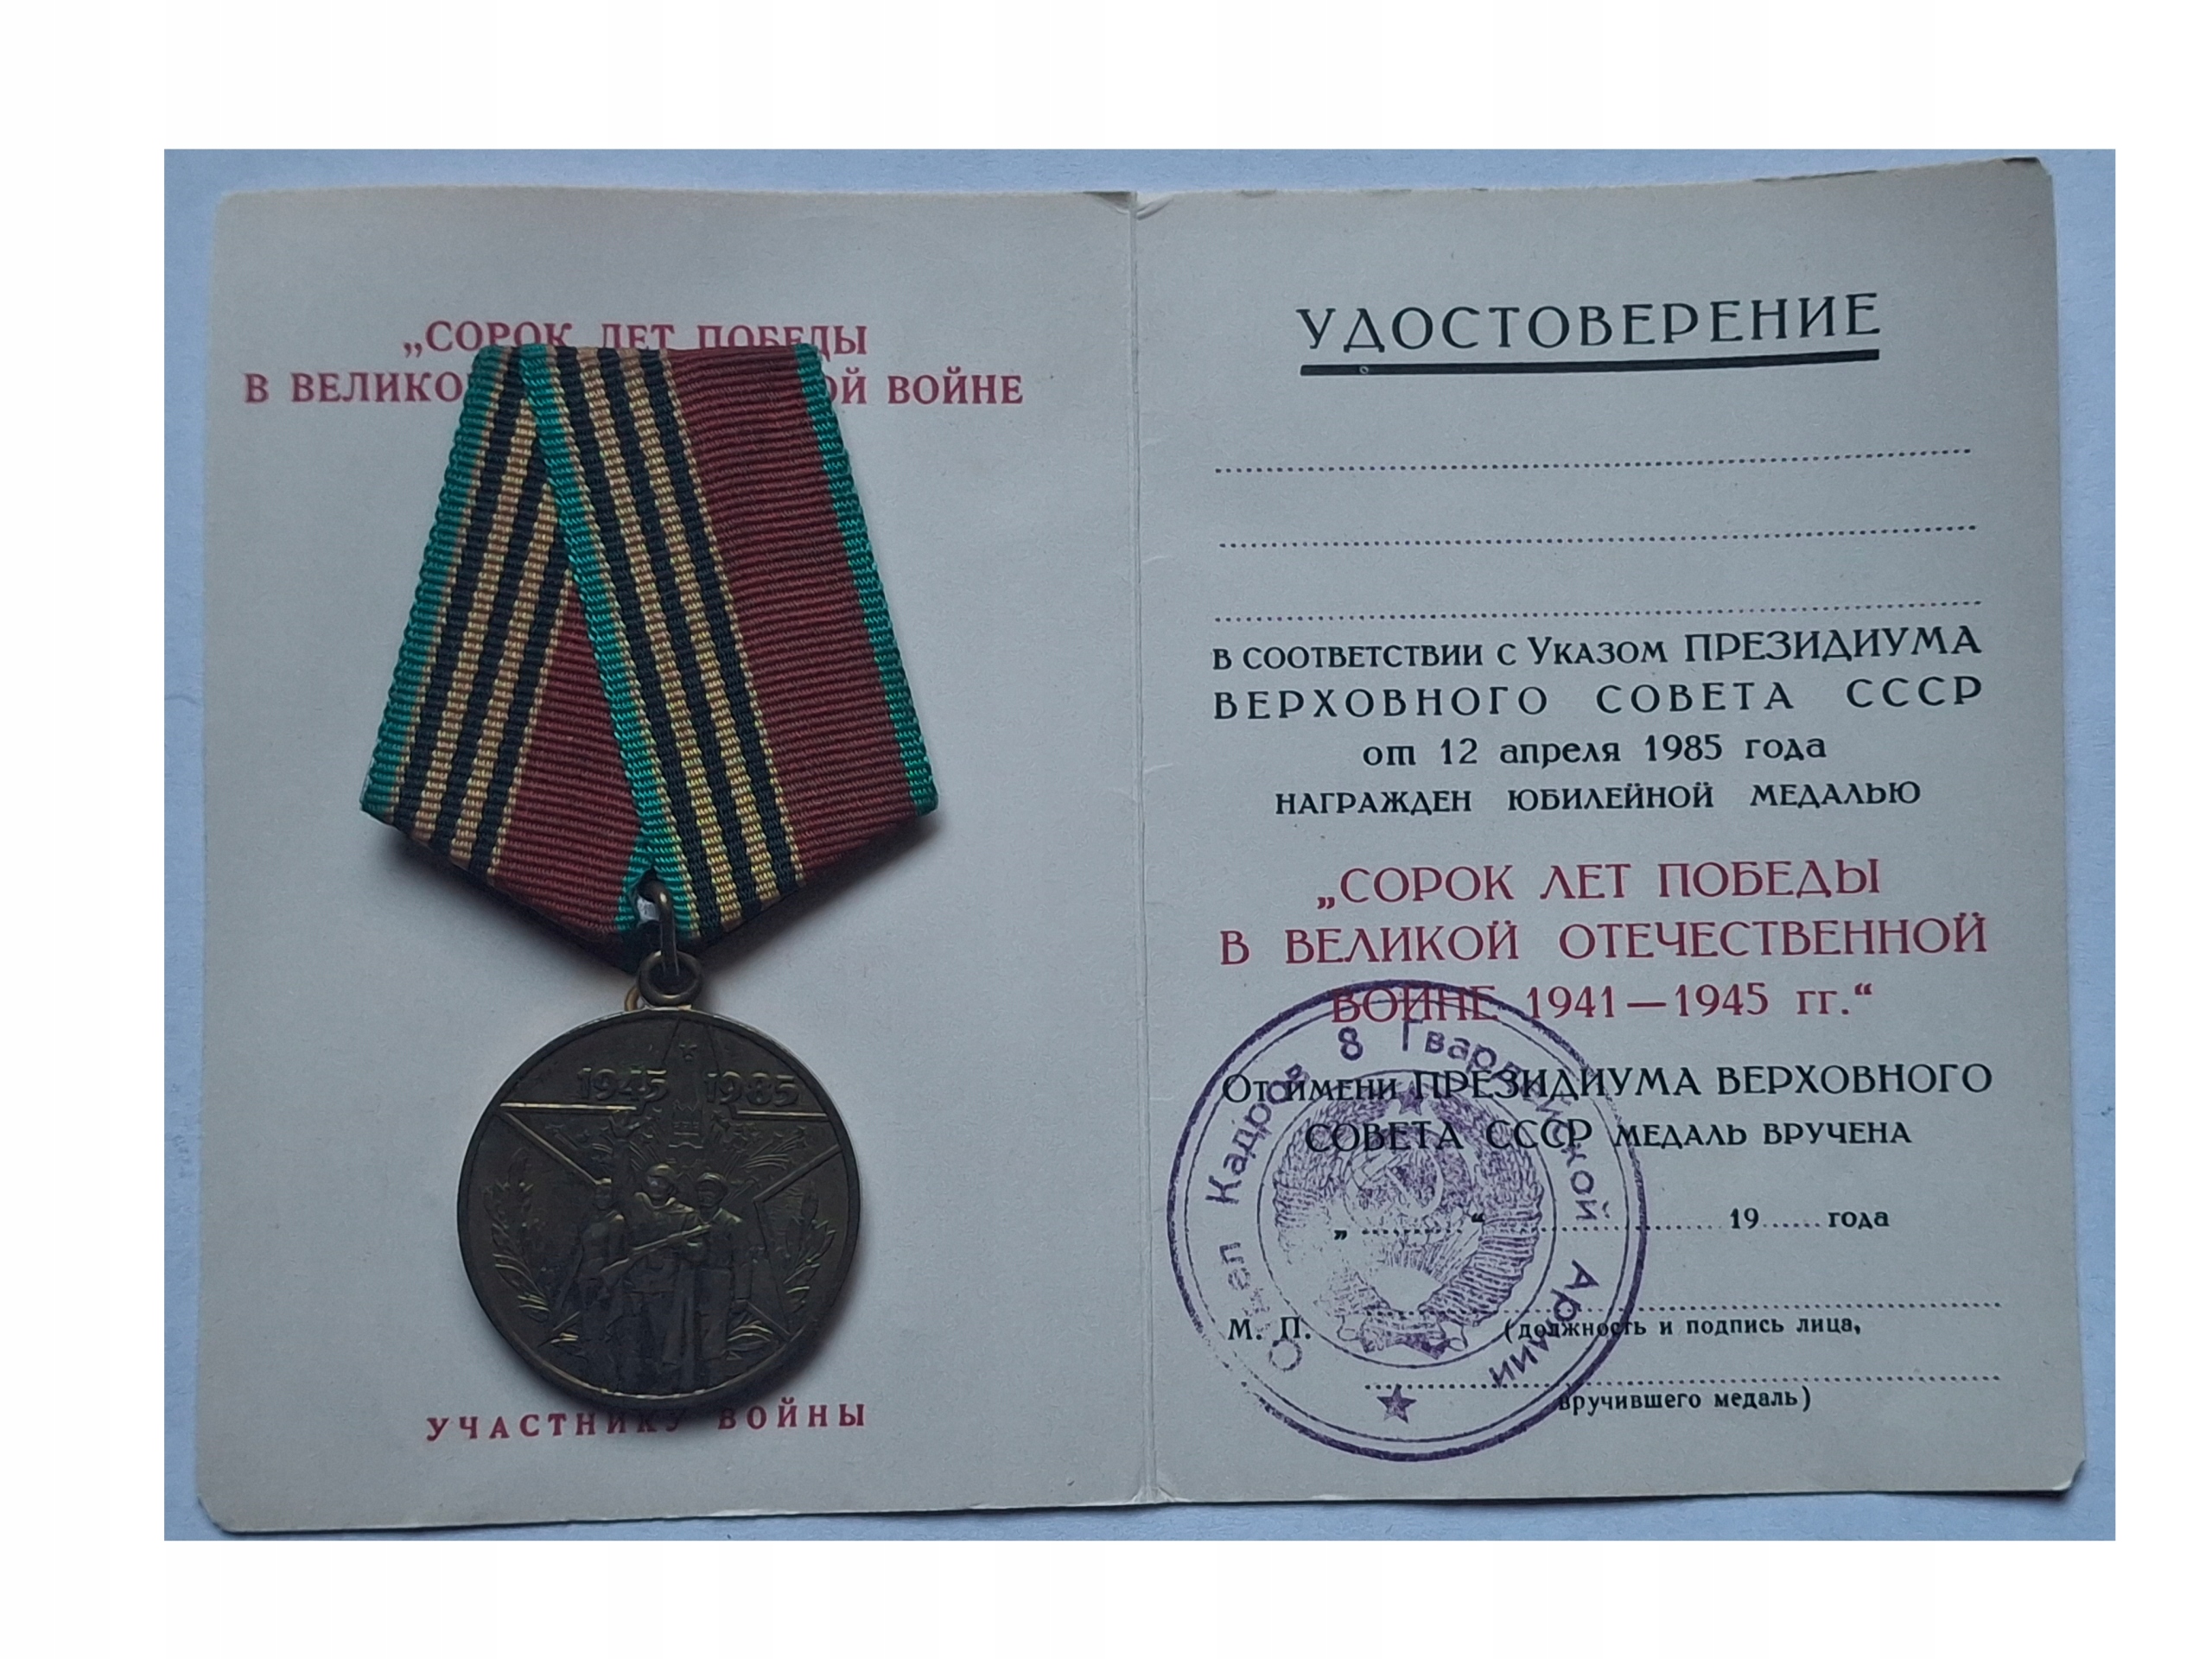 „СОРОК ЛЕТ ПОБЕДЫ
В ВЕЛИКО ОЙ ВОЙНЕ
1945 1985
УЧАСТНИКУ ВОЙНЫ
УДОСТОВЕРЕНИЕ
В СООТВЕТСТВИИ С УКАЗОМ ПРЕЗИДИУМА
ВЕРХОВНОГО СОВЕТА СССР
от 12 апреля 1985 года
НАГРАЖДЕН ЮБИЛЕЙНОЙ МЕДАЛЬЮ
„СОРОК ЛЕТ ПОБЕДЫ
В ВЕЛИКОЙ ОТЕЧЕСТВЕННОЙ
ВОЙНЕ 1941—1945 гг.“
ОТ ИМЕНИ ПРЕЗИДИУМА ВЕРХОВНОГО
СОВЕТА СССР МЕДАЛЬ ВРУЧЕНА
„........“ ................ 19...... года
М. П.
(должность и подпись лица,
вручившего медаль)
Отдел Кадров 8 Гвардейской Армии